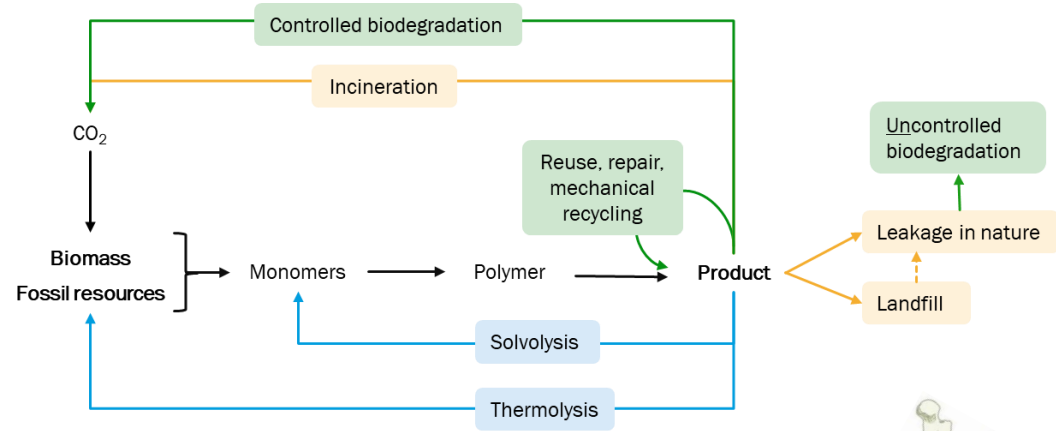 Controlled biodegradation
Incineration
CO₂
Uncontrolled
biodegradation
Reuse, repair,
mechanical
recycling
Leakage in nature
Biomass
Fossil resources
Monomers
Polymer
Product
Landfill
Solvolysis
Thermolysis